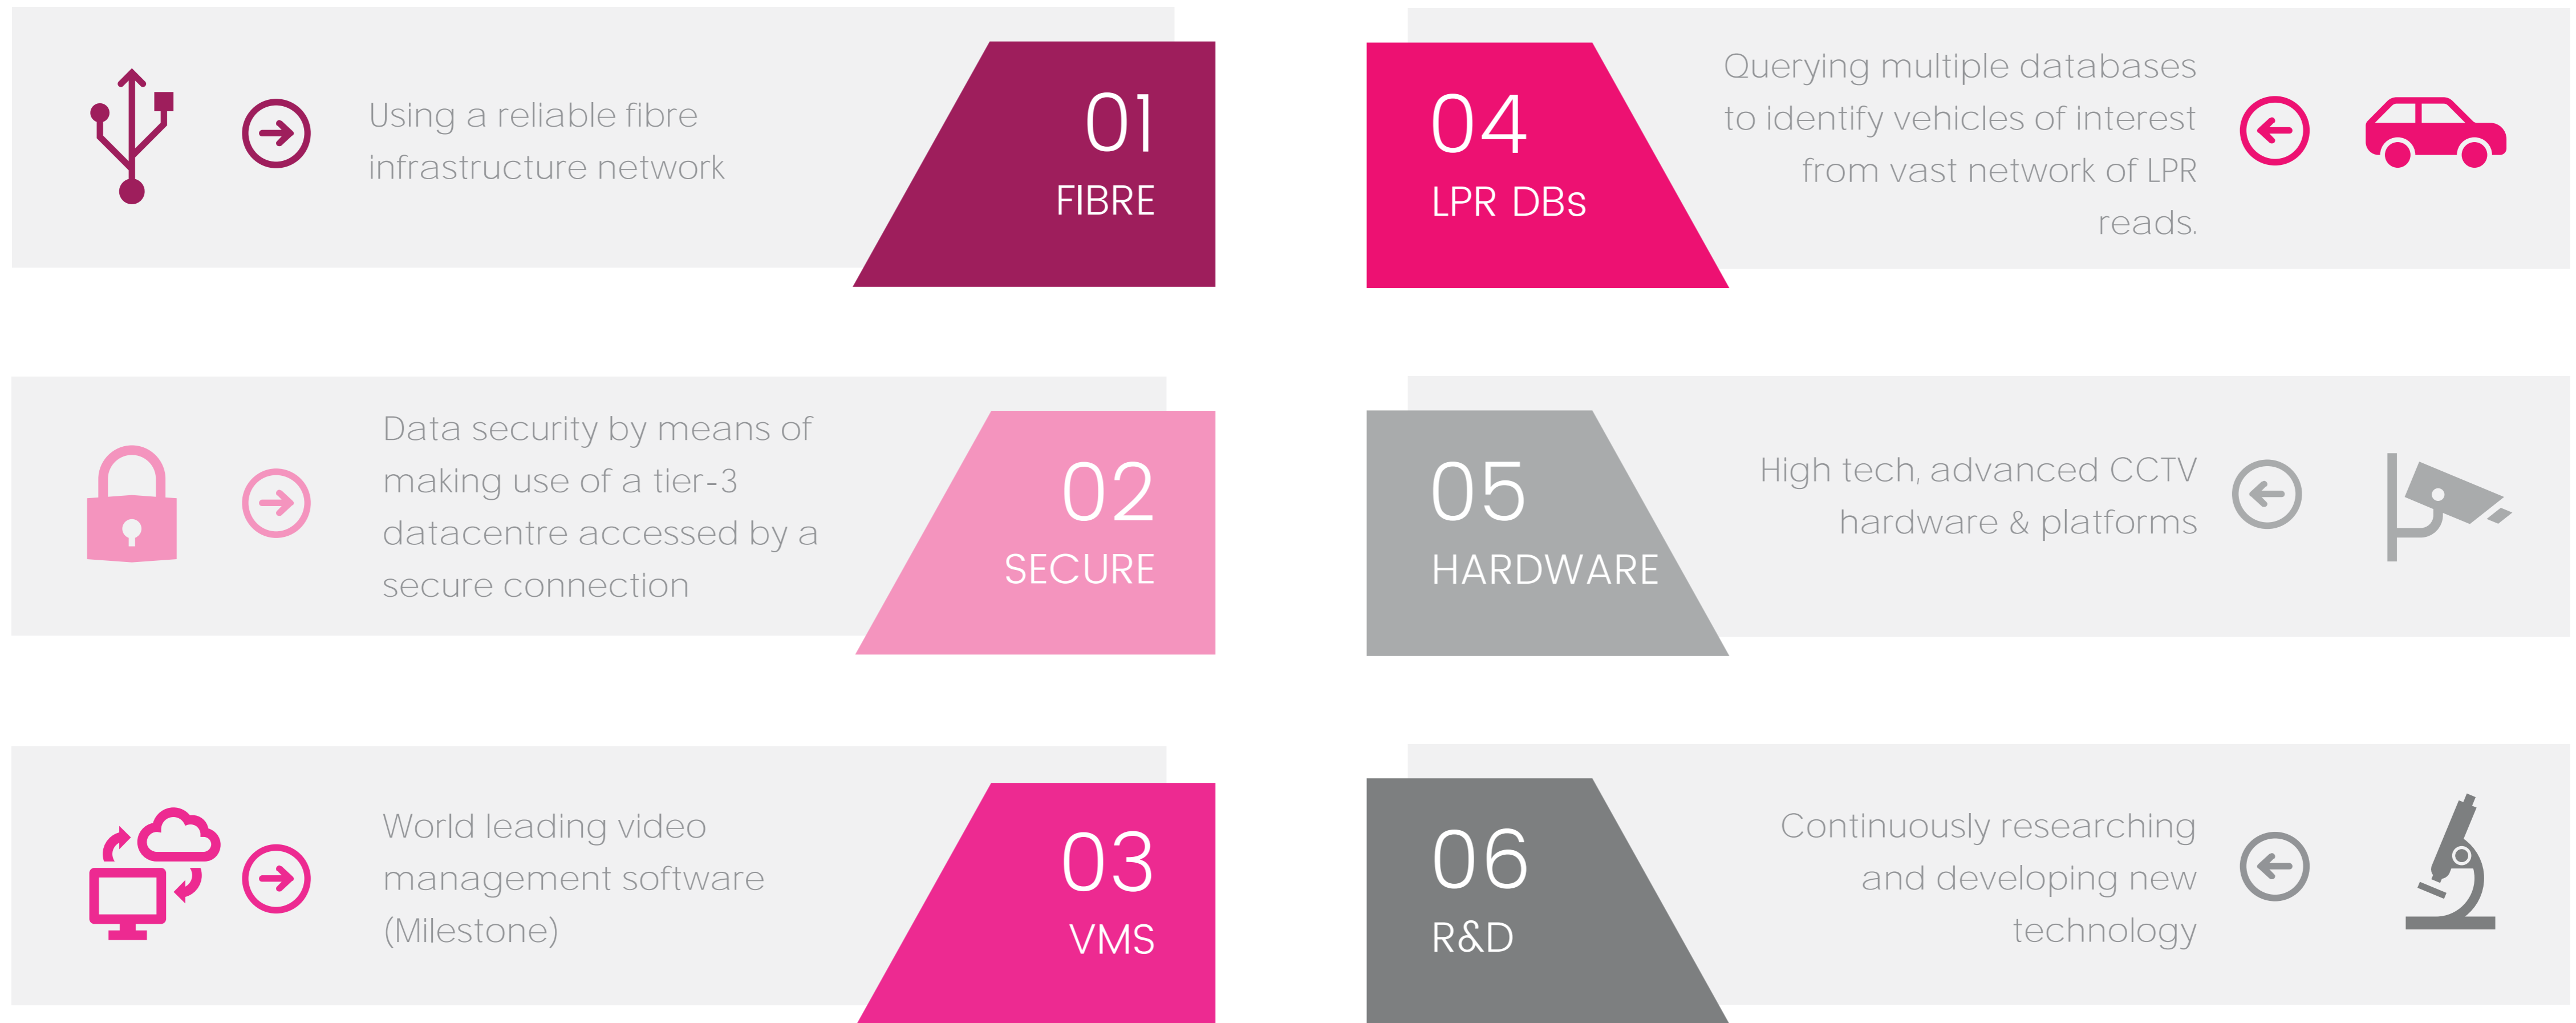 Using a reliable fibre
infrastructure network
01
FIBRE
Data security by means of
making use of a tier-3
datacentre accessed by a
secure connection
02
SECURE
World leading video
management software
(Milestone)
03
VMS
04
LPR DBs
Querying multiple databases
to identify vehicles of interest
from vast network of LPR
reads.
05
HARDWARE
High tech, advanced CCTV
hardware & platforms
06
R&D
Continuously researching
and developing new
technology